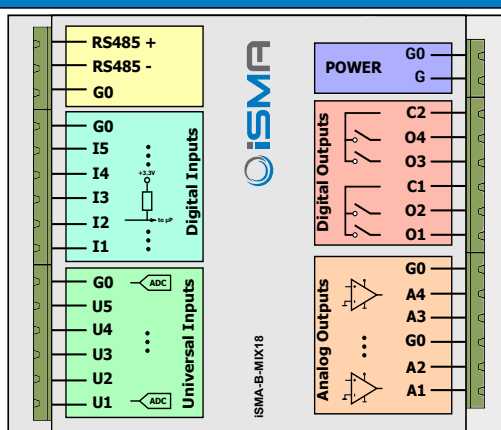 RS485 +
RS485 -
G0
G0
I5
I4
I3
I2
I1
+3.3V
to µP
Digital Inputs
G0
U5
U4
U3
U2
U1
ADC
ADC
Universal Inputs
iSMA
iSMA-B-MIX18
POWER
G0
G
Digital Outputs
C2
O4
O3
C1
O2
O1
Analog Outputs
G0
A4
A3
G0
A2
A1